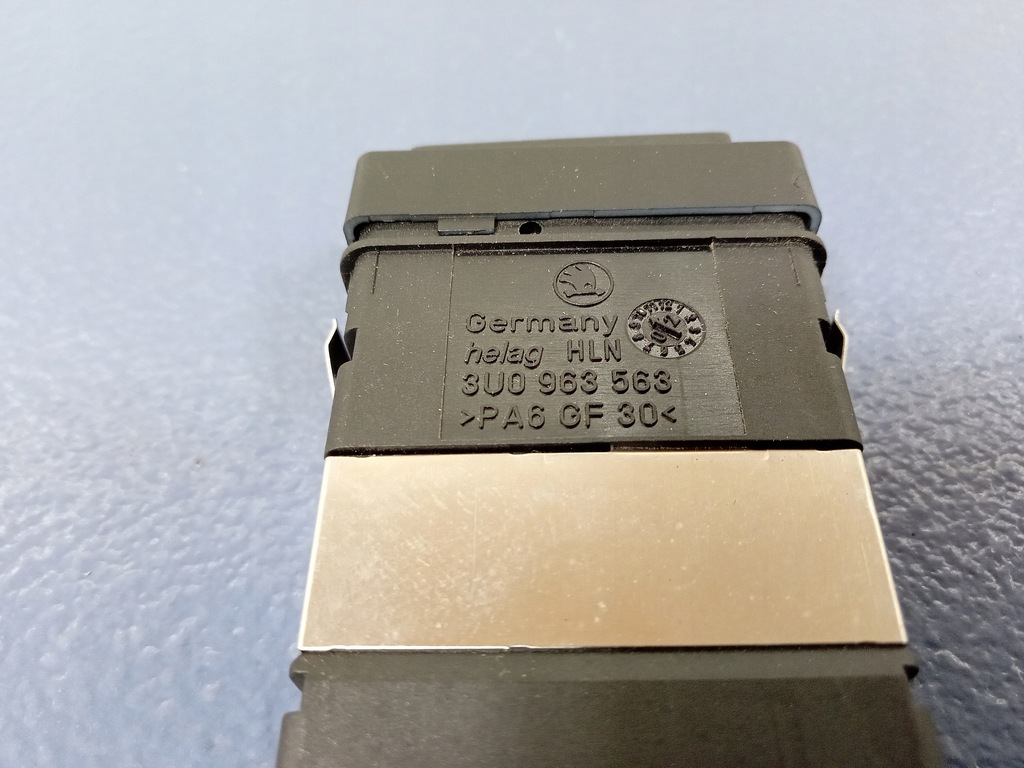 Germany
helag HLN
3U0 963 563
>PA6 GF 30<